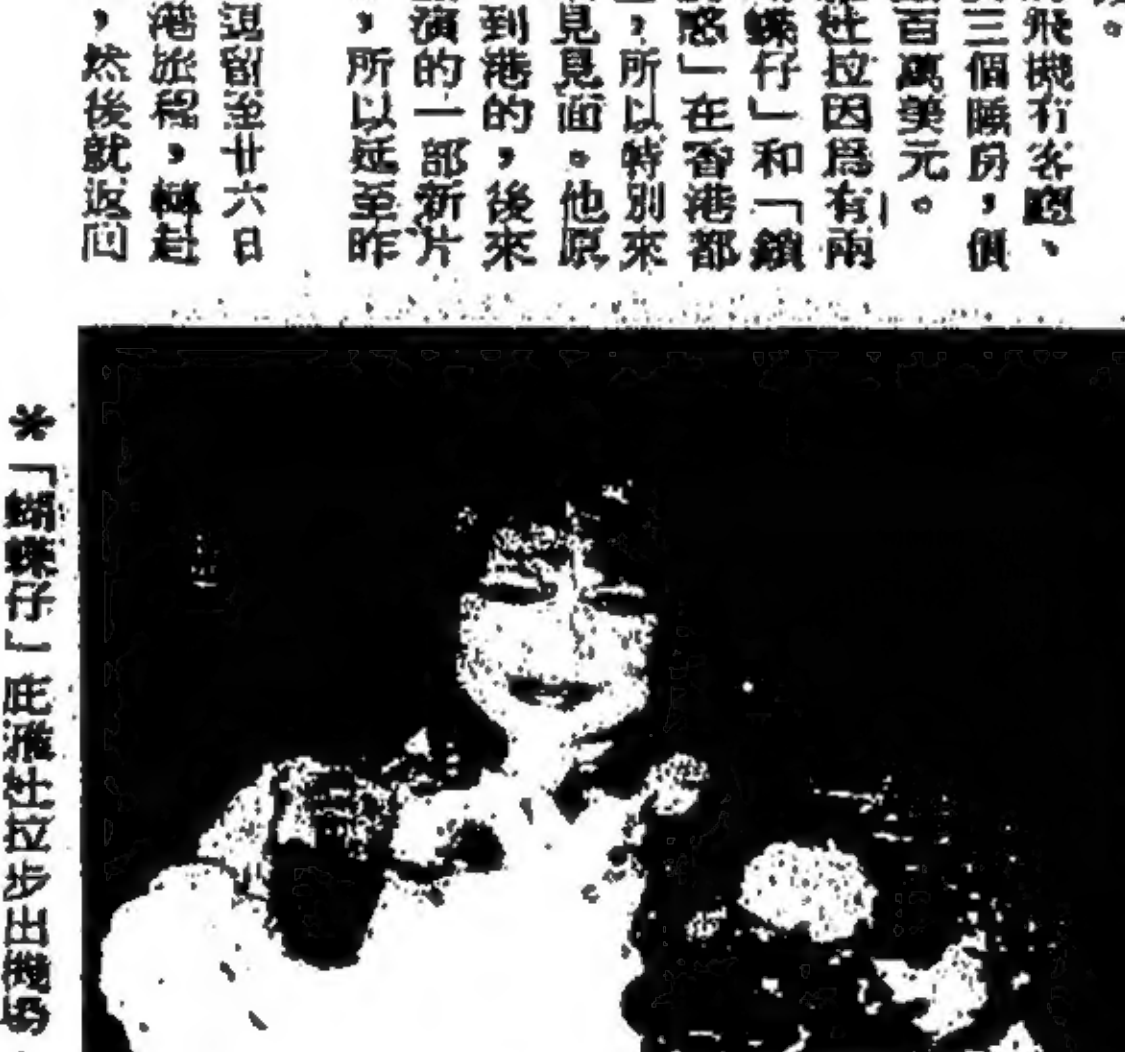 。
飛機有客廳、
三個睡房，價
百萬美元。
杜拉因爲有兩
蝶仔」和「鎖
惑」在香港都
，所以特別來
見見面。他原
到港的，後來
演的一部新片
，所以延至昨
逗留至廿六日
港旅程，轉赴
，然後就返回
＊「蝴蝶仔」庇杜拉步出機場